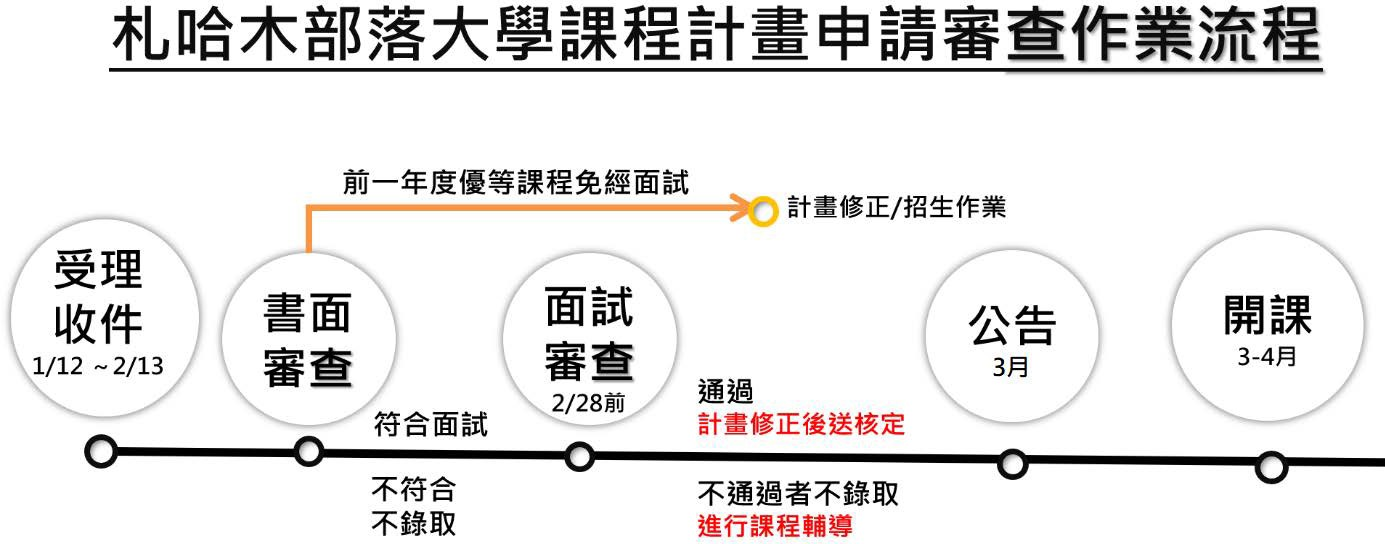 札哈木部落大學課程計畫申請審查作業流程
前一年度優等課程免經面試
計畫修正/招生作業
受理
收件
1/12 ~2/13
書面
審查
面試
審查
2/28前
公告
3月
開課
3-4月
符合面試
不符合
不錄取
通過
計畫修正後送核定
不通過者不錄取
進行課程輔導